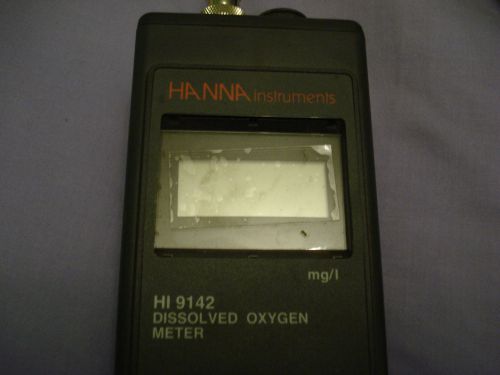 HANNA instruments
mg/l
HI 9142
DISSOLVED OXYGEN
METER